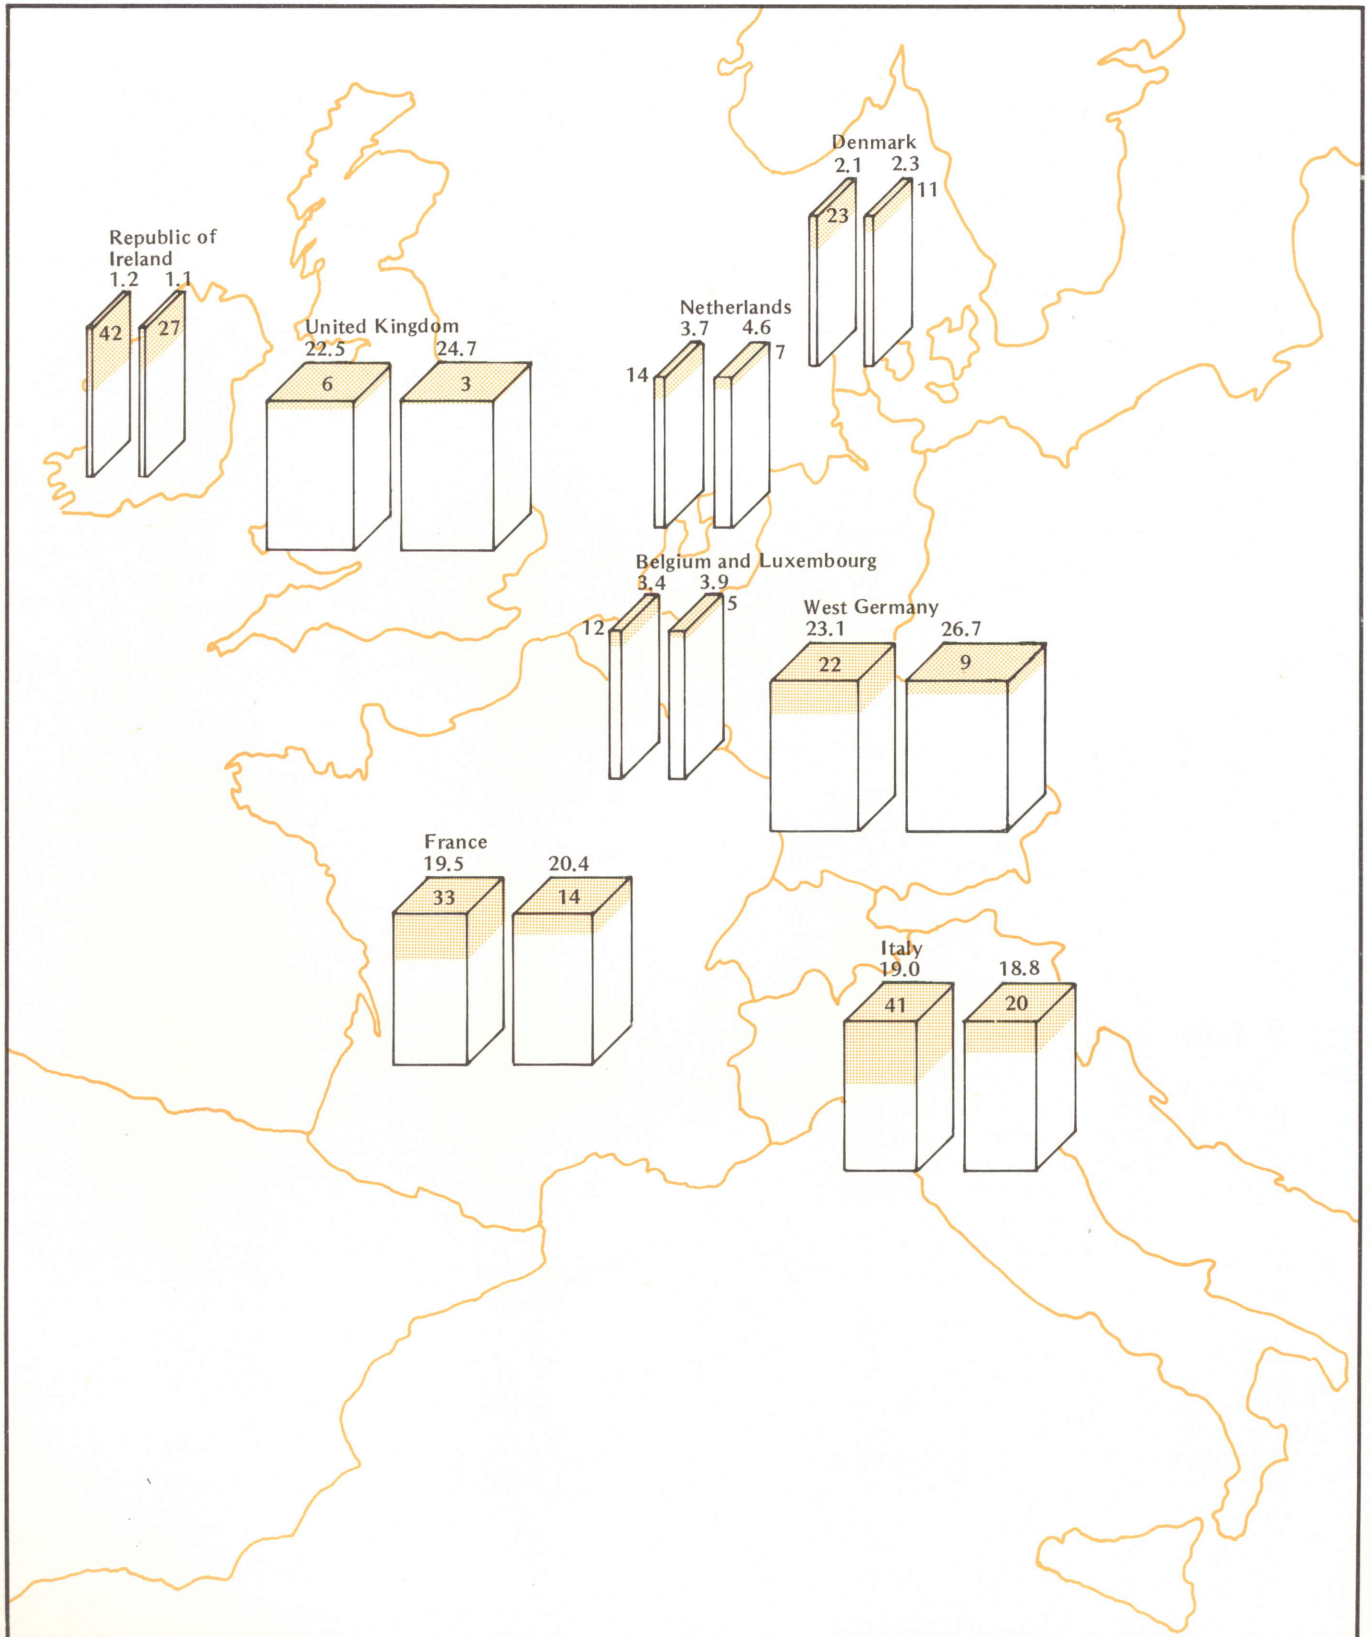 Denmark
2.1 2.3
23 11
Republic of
Ireland
1.2 1.1
42 27
United Kingdom
22.5 24.7
6 3
Netherlands
3.7 4.6
14 7
Belgium and Luxembourg
3.4 3.9
12 5
West Germany
23.1 26.7
22 9
France
19.5 20.4
33 14
Italy
19.0 18.8
41 20